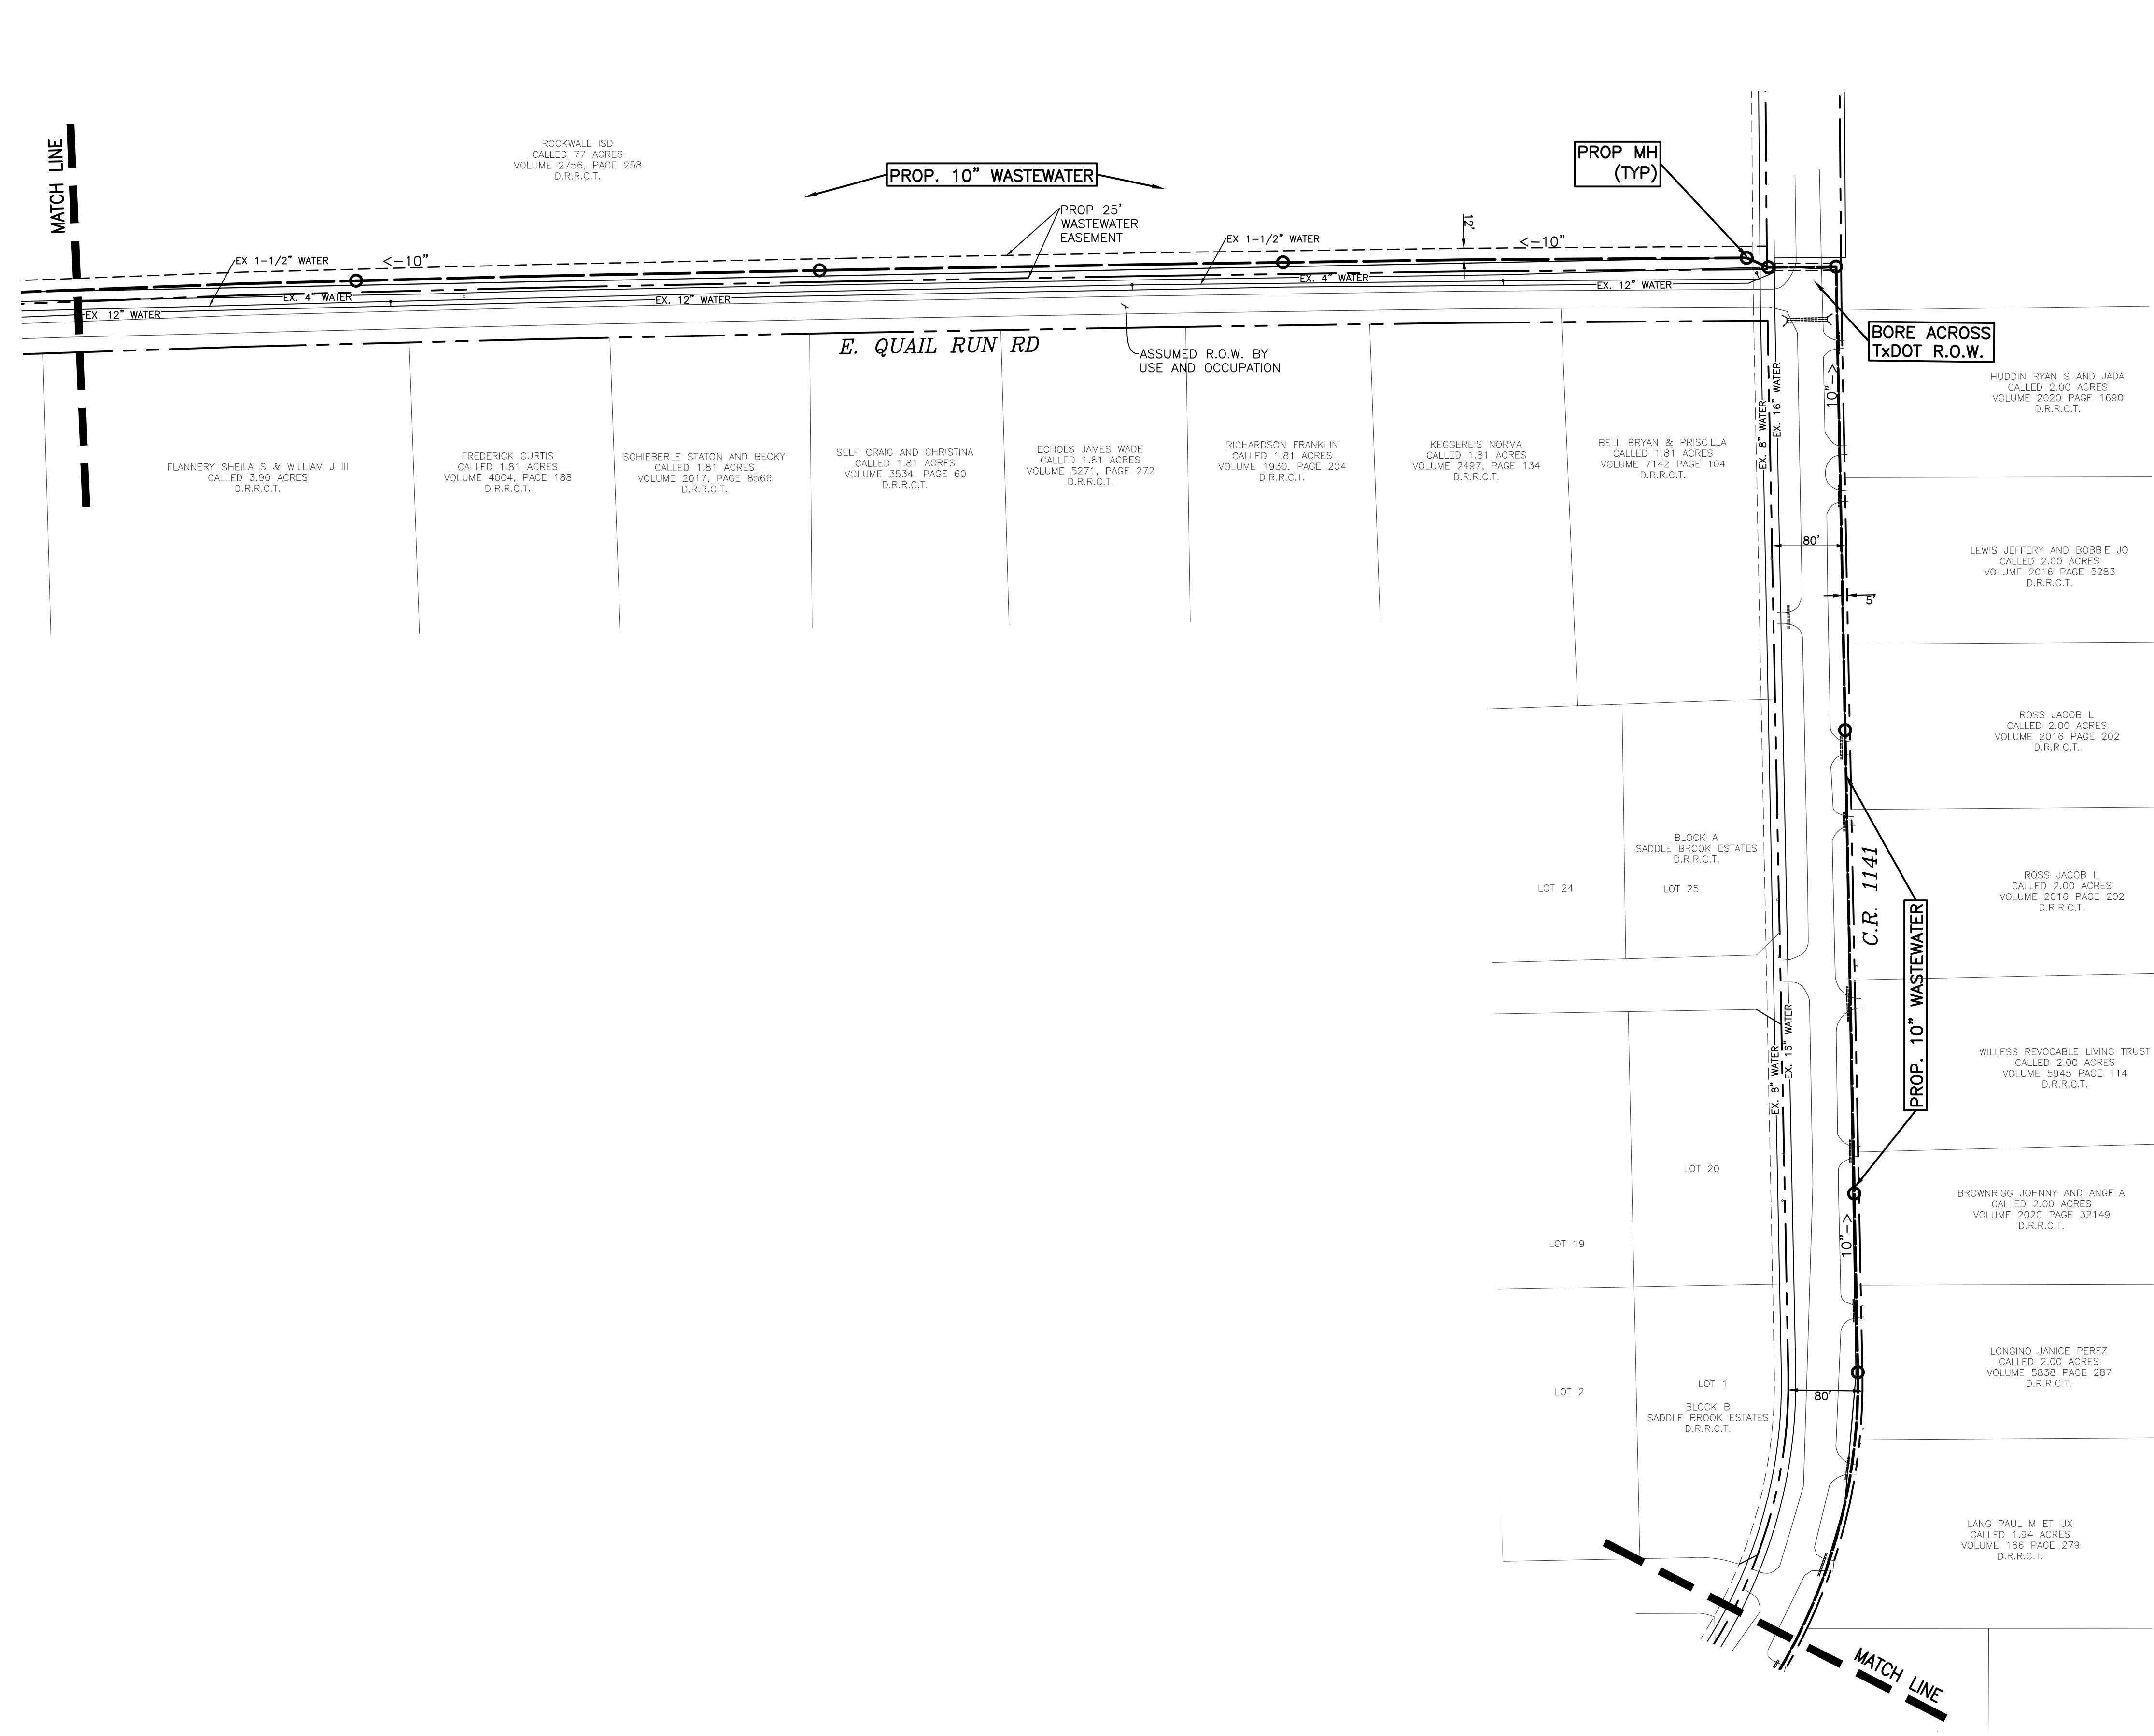 MATCH LINE
ROCKWALL ISD
CALLED 77 ACRES
VOLUME 2756, PAGE 258
D.R.R.C.T.
PROP. 10" WASTEWATER
PROP MH
(TYP)
PROP 25'
WASTEWATER
EASEMENT
12'
EX 1-1/2" WATER
<-10"
EX 1-1/2" WATER
<-10"
EX. 4" WATER
EX. 12" WATER
EX. 12" WATER
EX. 4" WATER
EX. 12" WATER
E. QUAIL RUN RD
ASSUMED R.O.W. BY
USE AND OCCUPATION
BORE ACROSS
TxDOT R.O.W.
FLANNERY SHEILA S & WILLIAM J III
CALLED 3.90 ACRES
D.R.R.C.T.
FREDERICK CURTIS
CALLED 1.81 ACRES
VOLUME 4004, PAGE 188
D.R.R.C.T.
SCHIEBERLE STATON AND BECKY
CALLED 1.81 ACRES
VOLUME 2017, PAGE 8566
D.R.R.C.T.
SELF CRAIG AND CHRISTINA
CALLED 1.81 ACRES
VOLUME 3534, PAGE 60
D.R.R.C.T.
ECHOLS JAMES WADE
CALLED 1.81 ACRES
VOLUME 5271, PAGE 272
D.R.R.C.T.
RICHARDSON FRANKLIN
CALLED 1.81 ACRES
VOLUME 1930, PAGE 204
D.R.R.C.T.
KEGGEREIS NORMA
CALLED 1.81 ACRES
VOLUME 2497, PAGE 134
D.R.R.C.T.
BELL BRYAN & PRISCILLA
CALLED 1.81 ACRES
VOLUME 7142 PAGE 104
D.R.R.C.T.
EX. 8" WATER
EX. 16" WATER
10"->
HUDDIN RYAN S AND JADA
CALLED 2.00 ACRES
VOLUME 2020 PAGE 1690
D.R.R.C.T.
80'
5'
LEWIS JEFFERY AND BOBBIE JO
CALLED 2.00 ACRES
VOLUME 2016 PAGE 5283
D.R.R.C.T.
ROSS JACOB L
CALLED 2.00 ACRES
VOLUME 2016 PAGE 202
D.R.R.C.T.
BLOCK A
SADDLE BROOK ESTATES
D.R.R.C.T.
LOT 24
LOT 25
C.R. 1141
ROSS JACOB L
CALLED 2.00 ACRES
VOLUME 2016 PAGE 202
D.R.R.C.T.
PROP. 10" WASTEWATER
EX. 8" WATER
EX. 16" WATER
WILLESS REVOCABLE LIVING TRUST
CALLED 2.00 ACRES
VOLUME 5945 PAGE 114
D.R.R.C.T.
LOT 20
LOT 19
10"->
BROWNRIGG JOHNNY AND ANGELA
CALLED 2.00 ACRES
VOLUME 2020 PAGE 32149
D.R.R.C.T.
LONGINO JANICE PEREZ
CALLED 2.00 ACRES
VOLUME 5838 PAGE 287
D.R.R.C.T.
LOT 2
LOT 1
80'
BLOCK B
SADDLE BROOK ESTATES
D.R.R.C.T.
LANG PAUL M ET UX
CALLED 1.94 ACRES
VOLUME 166 PAGE 279
D.R.R.C.T.
MATCH LINE